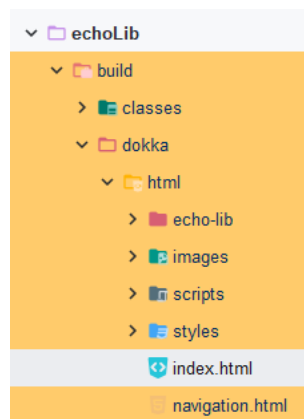 echoLib
build
classes
dokka
html
echo-lib
images
scripts
styles
index.html
navigation.html